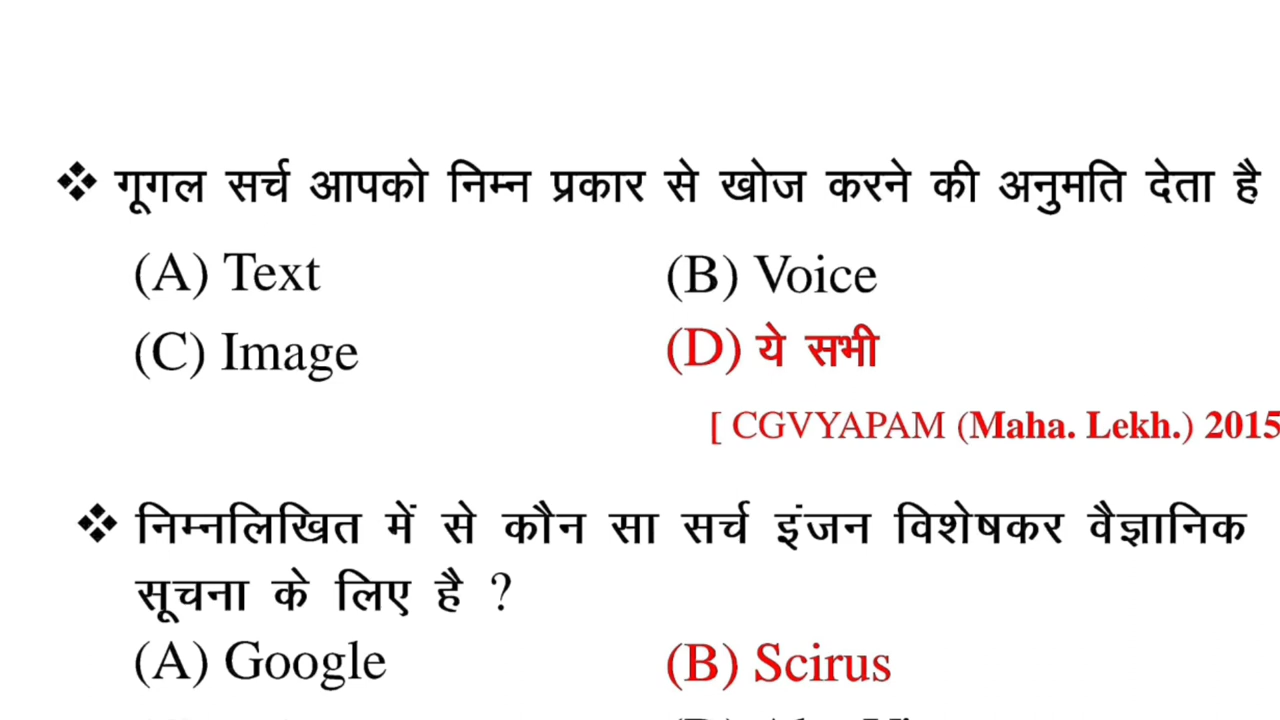 ❖ गूगल सर्च आपको निम्न प्रकार से खोज करने की अनुमति देता है
(A) Text (B) Voice
(C) Image (D) ये सभी
[ CGVYAPAM (Maha. Lekh.) 2015
❖ निम्नलिखित में से कौन सा सर्च इंजन विशेषकर वैज्ञानिक
सूचना के लिए है ?
(A) Google (B) Scirus